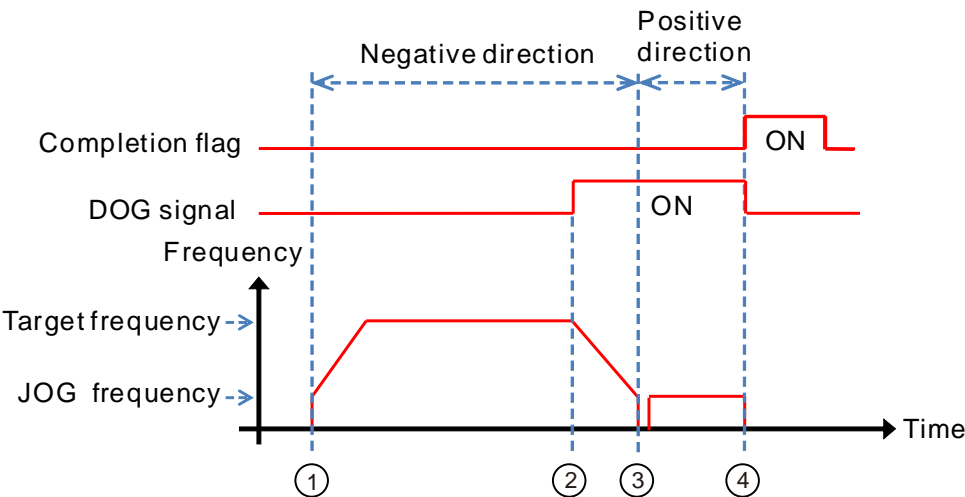 Positive
direction
Negative direction
Completion flag
ON
DOG signal
ON
Frequency
Target frequency
JOG frequency
Time
1
2
3
4